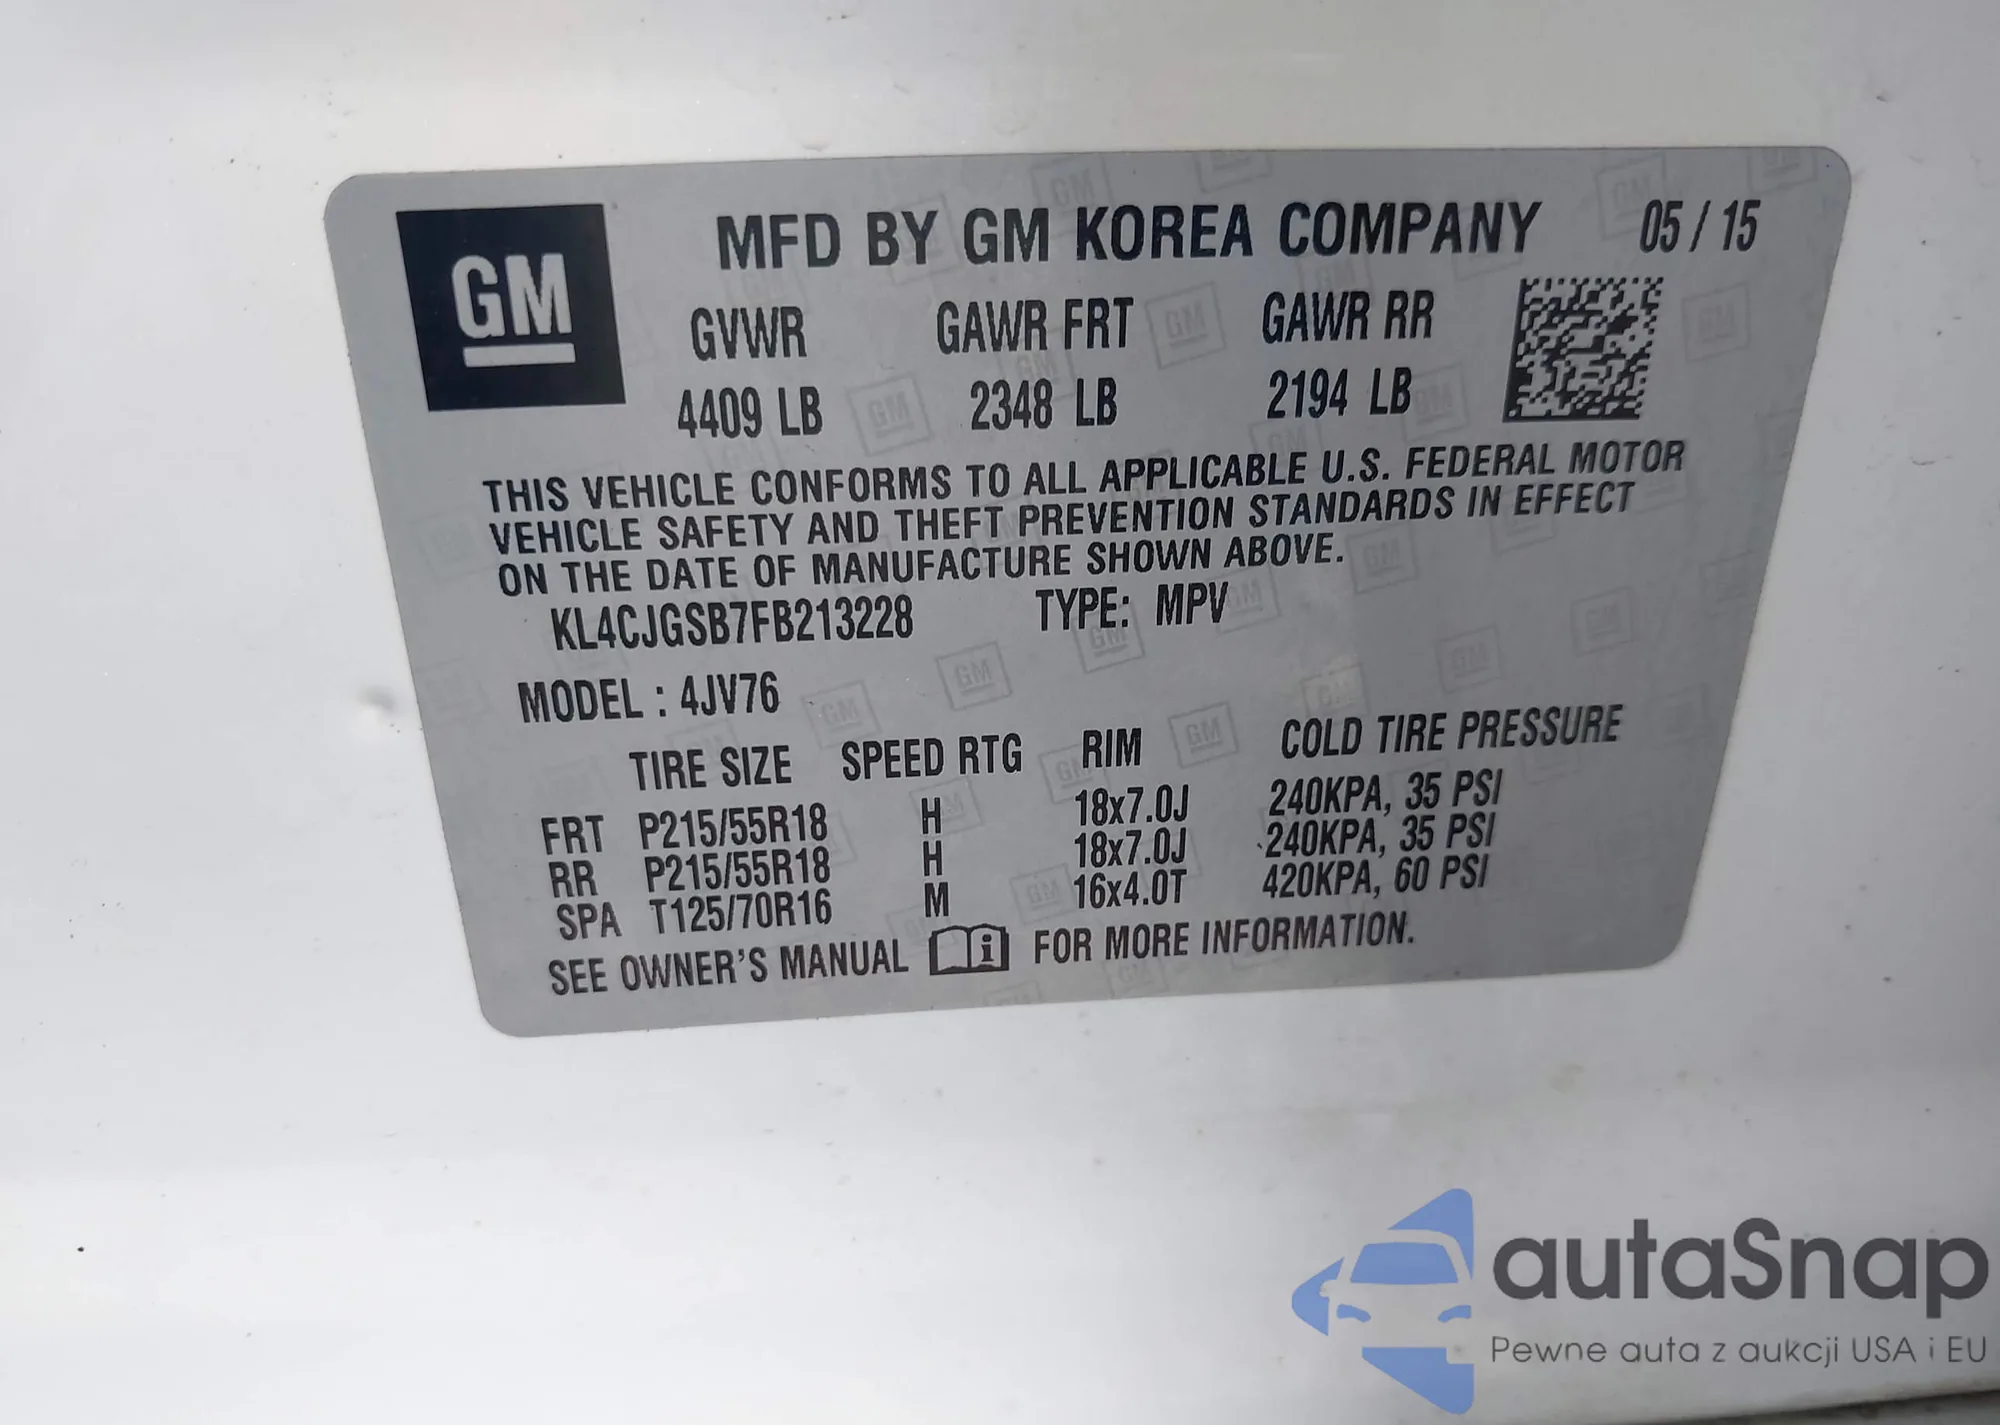 GM
MFD BY GM KOREA COMPANY 05 / 15
GVWR GAWR FRT GAWR RR
4409 LB 2348 LB 2194 LB
THIS VEHICLE CONFORMS TO ALL APPLICABLE U.S. FEDERAL MOTOR
VEHICLE SAFETY AND THEFT PREVENTION STANDARDS IN EFFECT
ON THE DATE OF MANUFACTURE SHOWN ABOVE.
KL4CJGSB7FB213228 TYPE: MPV
MODEL : 4JV76
TIRE SIZE SPEED RTG RIM COLD TIRE PRESSURE
FRT P215/55R18 H 18x7.0J 240KPA, 35 PSI
RR P215/55R18 H 18x7.0J 240KPA, 35 PSI
SPA T125/70R16 M 16x4.0T 420KPA, 60 PSI
SEE OWNER'S MANUAL i FOR MORE INFORMATION.
autaSnap
Pewne auta z aukcji USA i EU